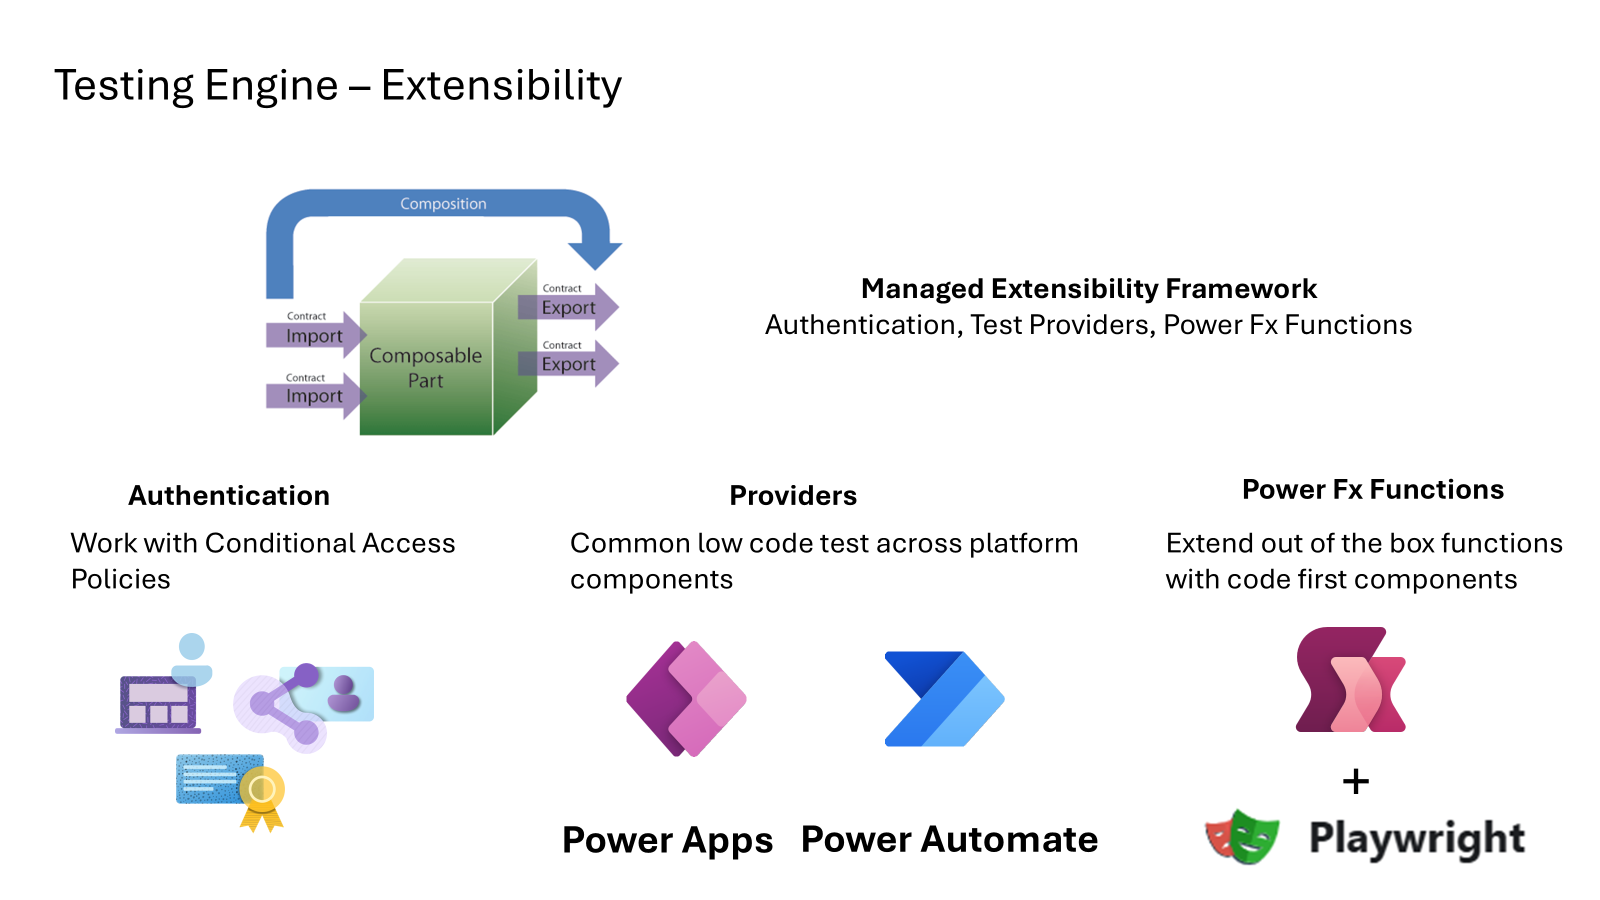 Testing Engine – Extensibility
Composition
Contract
Import
Contract
Import
Composable
Part
Contract
Export
Contract
Export
Managed Extensibility Framework
Authentication, Test Providers, Power Fx Functions
Authentication
Work with Conditional Access
Policies
Providers
Common low code test across platform
components
Power Apps
Power Automate
Power Fx Functions
Extend out of the box functions
with code first components
+
Playwright